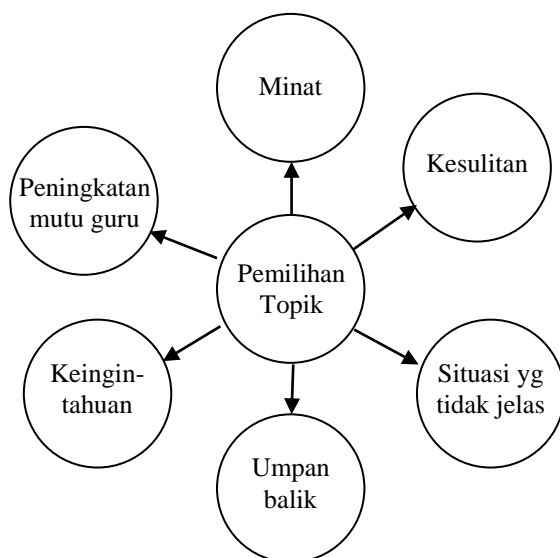 Minat
Kesulitan
Peningkatan
mutu guru
Pemilihan
Topik
Keingin-
tahuan
Situasi yg
tidak jelas
Umpan
balik